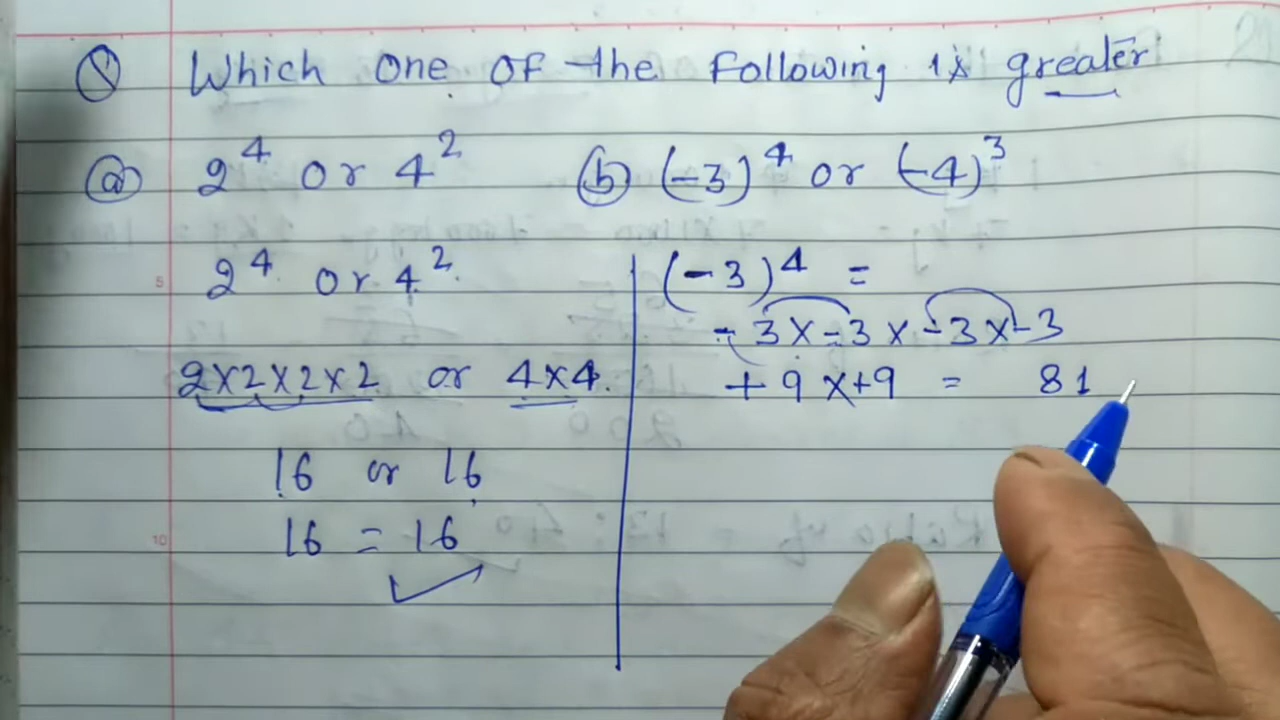 Q Which one of the following is greater
(a) 2⁴ or 4² (b) (-3)⁴ or (-4)³
2⁴ or 4²
2×2×2×2 or 4×4.
16 or 16
16 = 16
(-3)⁴ =
-3×-3×-3×-3
+9×+9 = 81
5
10